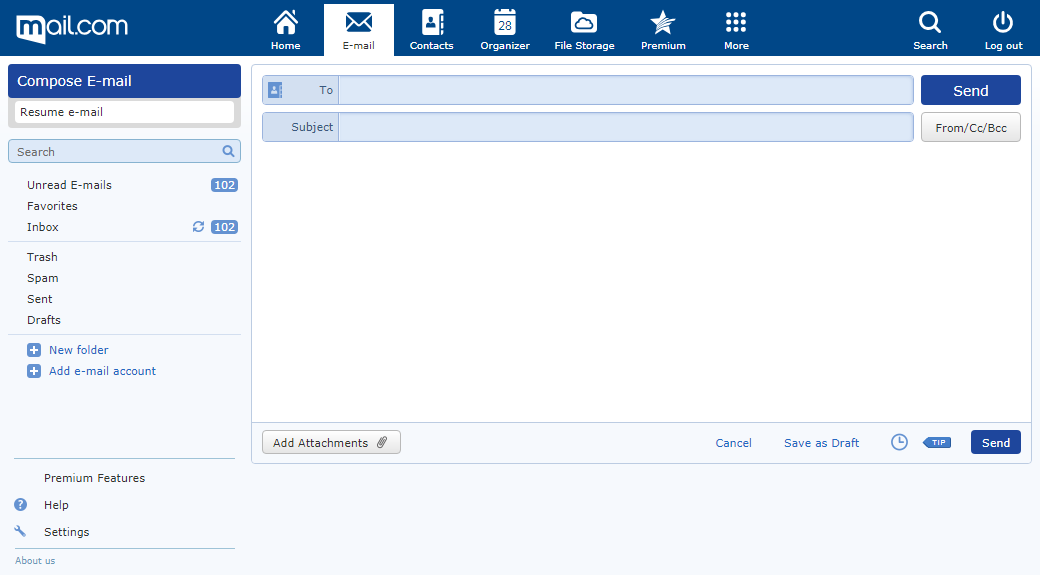 mail.com
Home
E-mail
Contacts
28
Organizer
File Storage
Premium
More
Search
Log out
Compose E-mail
Resume e-mail
Search
Unread E-mails 102
Favorites
Inbox 102
Trash
Spam
Sent
Drafts
New folder
Add e-mail account
Premium Features
? Help
Settings
About us
To
Send
Subject
From/Cc/Bcc
Add Attachments
Cancel
Save as Draft
TIP
Send